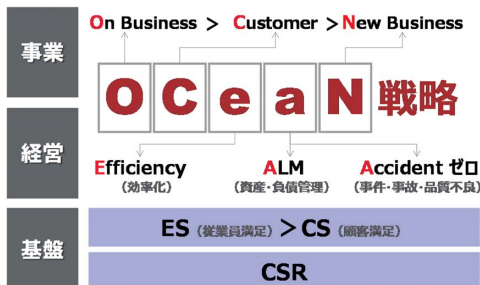 事業
On Business > Customer > New Business
OCeaN戦略
経営
Efficiency ALM Accident ゼロ
(効率化) (資産・負債管理) (事件・事故・品質不良)
基盤
ES (従業員満足) > CS (顧客満足)
CSR